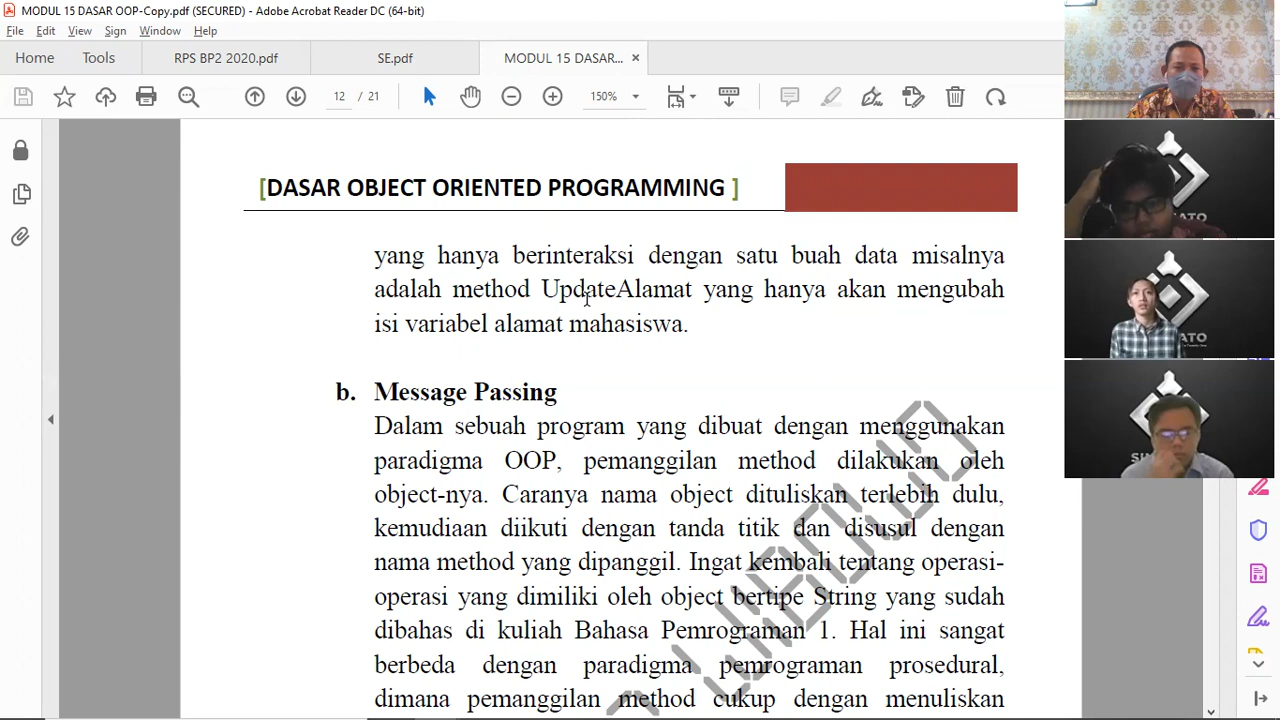 MODUL 15 DASAR OOP-Copy.pdf (SECURED) - Adobe Acrobat Reader DC (64-bit)
File Edit View Sign Window Help
Home Tools RPS BP2 2020.pdf SE.pdf MODUL 15 DASAR... ×
12 / 21 150%
[DASAR OBJECT ORIENTED PROGRAMMING ]
yang hanya berinteraksi dengan satu buah data misalnya
adalah method UpdateAlamat yang hanya akan mengubah
isi variabel alamat mahasiswa.
b. Message Passing
Dalam sebuah program yang dibuat dengan menggunakan
paradigma OOP, pemanggilan method dilakukan oleh
object-nya. Caranya nama object dituliskan terlebih dulu,
kemudiaan diikuti dengan tanda titik dan disusul dengan
nama method yang dipanggil. Ingat kembali tentang operasi-
operasi yang dimiliki oleh object bertipe String yang sudah
dibahas di kuliah Bahasa Pemrograman 1. Hal ini sangat
berbeda dengan paradigma pemrograman prosedural,
dimana pemanggilan method cukup dengan menuliskan
WIBOWO